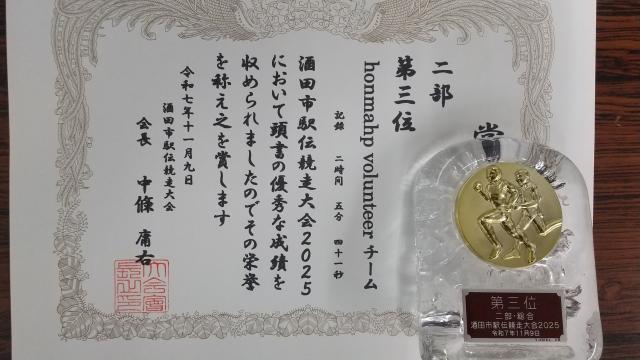 賞
二部
第三位
honmahp volunteer チーム
記録 二時間 五分 四十一秒
酒田市駅伝競走大会2025
において頭書の優秀な成績を
収められましたのでその栄誉
を称え之を賞します
令和七年十一月九日
酒田市駅伝競走大会
会長 中條 庸右
第三位
二部・総合
酒田市駅伝競走大会2025
令和7年11月9日